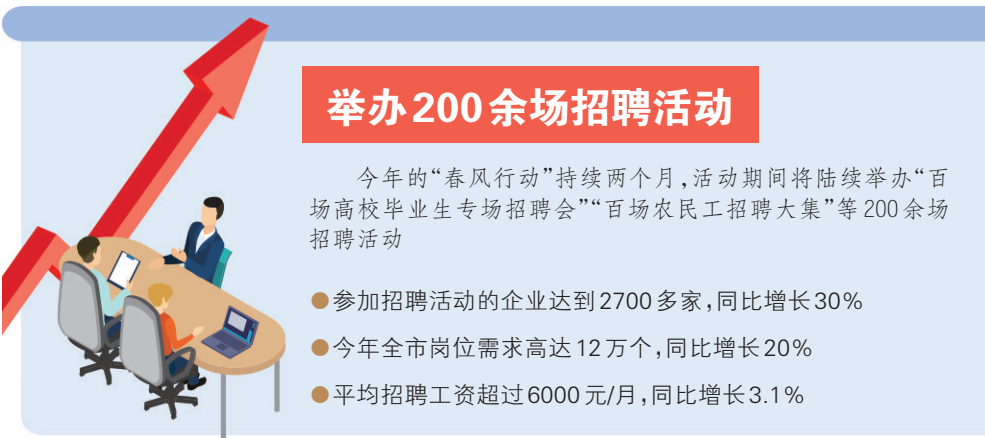 举办200余场招聘活动
今年的“春风行动”持续两个月,活动期间将陆续举办“百
场高校毕业生专场招聘会”“百场农民工招聘大集”等200余场
招聘活动
●参加招聘活动的企业达到2700多家,同比增长30%
●今年全市岗位需求高达12万个,同比增长20%
●平均招聘工资超过6000元/月,同比增长3.1%